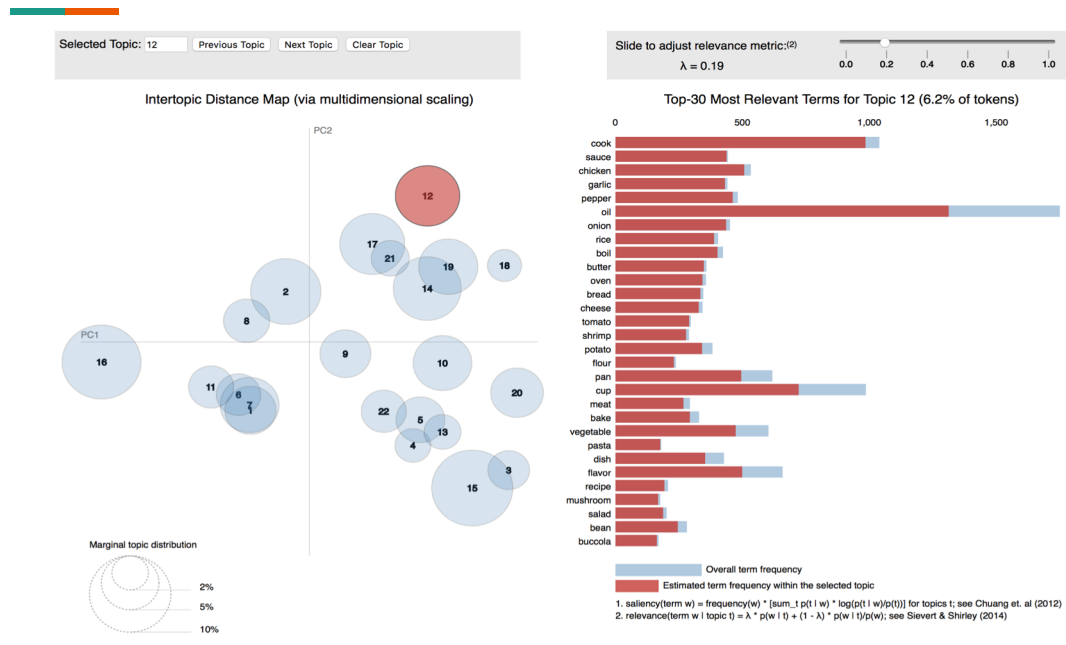 Selected Topic: 12 Previous Topic Next Topic Clear Topic
Slide to adjust relevance metric:(2)
λ = 0.19
0.0 0.2 0.4 0.6 0.8 1.0
Intertopic Distance Map (via multidimensional scaling)
PC2
PC1
12
17
21
19
18
14
2
8
9
10
16
11
6
7
1
20
22
5
13
4
3
15
Marginal topic distribution
2%
5%
10%
Top-30 Most Relevant Terms for Topic 12 (6.2% of tokens)
0 500 1,000 1,500
cook
sauce
chicken
garlic
pepper
oil
onion
rice
boil
butter
oven
bread
cheese
tomato
shrimp
potato
flour
pan
cup
meat
bake
vegetable
pasta
dish
flavor
recipe
mushroom
salad
bean
buccola
Overall term frequency
Estimated term frequency within the selected topic
1. saliency(term w) = frequency(w) * [sum_t p(t | w) * log(p(t | w)/p(t))] for topics t; see Chuang et. al (2012)
2. relevance(term w | topic t) = λ * p(w | t) + (1 - λ) * p(w | t)/p(w); see Sievert & Shirley (2014)